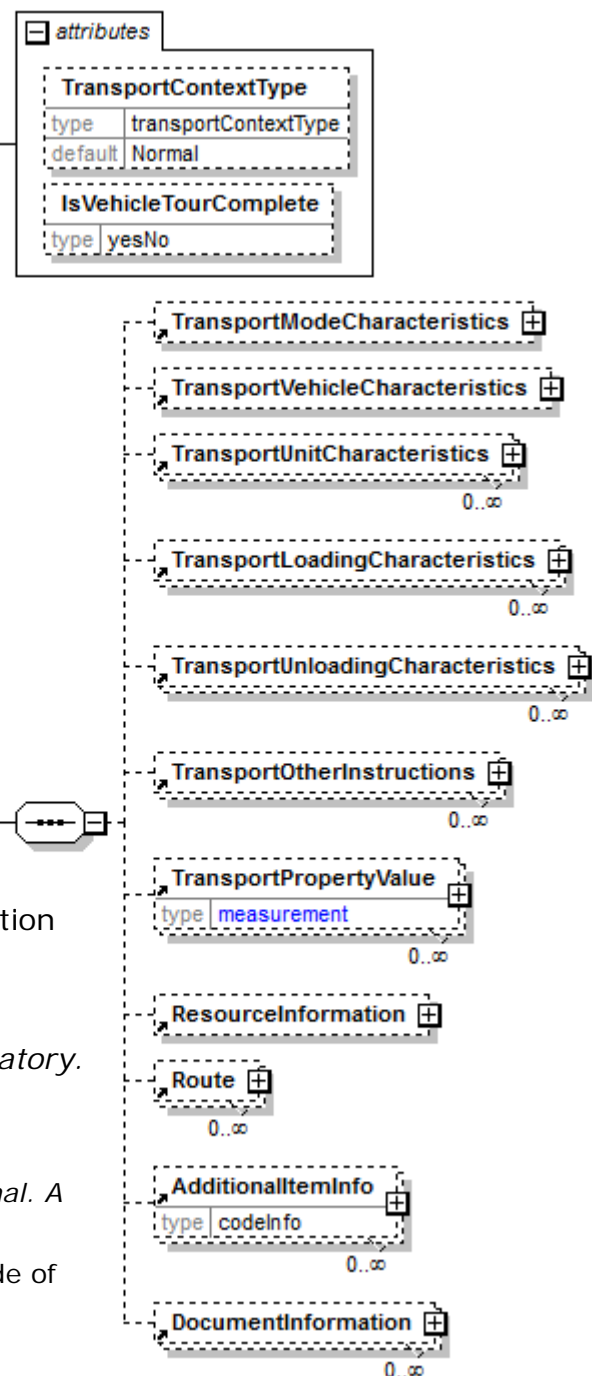 attributes
TransportContextType
type transportContextType
default Normal
IsVehicleTourComplete
type yesNo
TransportModeCharacteristics
TransportVehicleCharacteristics
TransportUnitCharacteristics
0..∞
TransportLoadingCharacteristics
0..∞
TransportUnloadingCharacteristics
0..∞
TransportOtherInstructions
0..∞
TransportPropertyValue
type measurement
0..∞
tion
ResourceInformation
atory.
Route
0..∞
al. A
AdditionalItemInfo
type codeInfo
0..∞
de of
DocumentInformation
0..∞